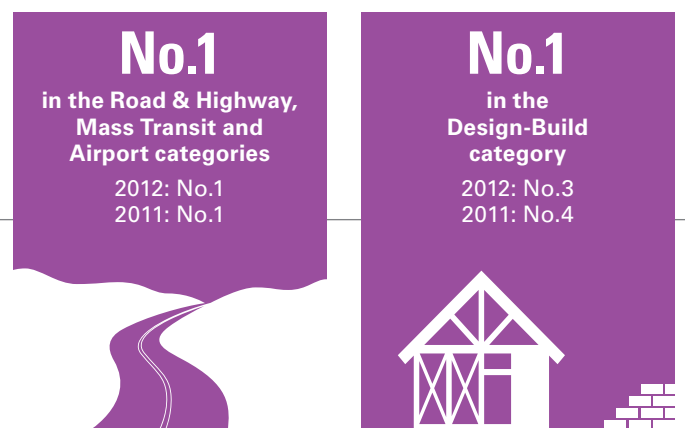 No.1
in the Road & Highway,
Mass Transit and
Airport categories
2012: No.1
2011: No.1
No.1
in the
Design-Build
category
2012: No.3
2011: No.4